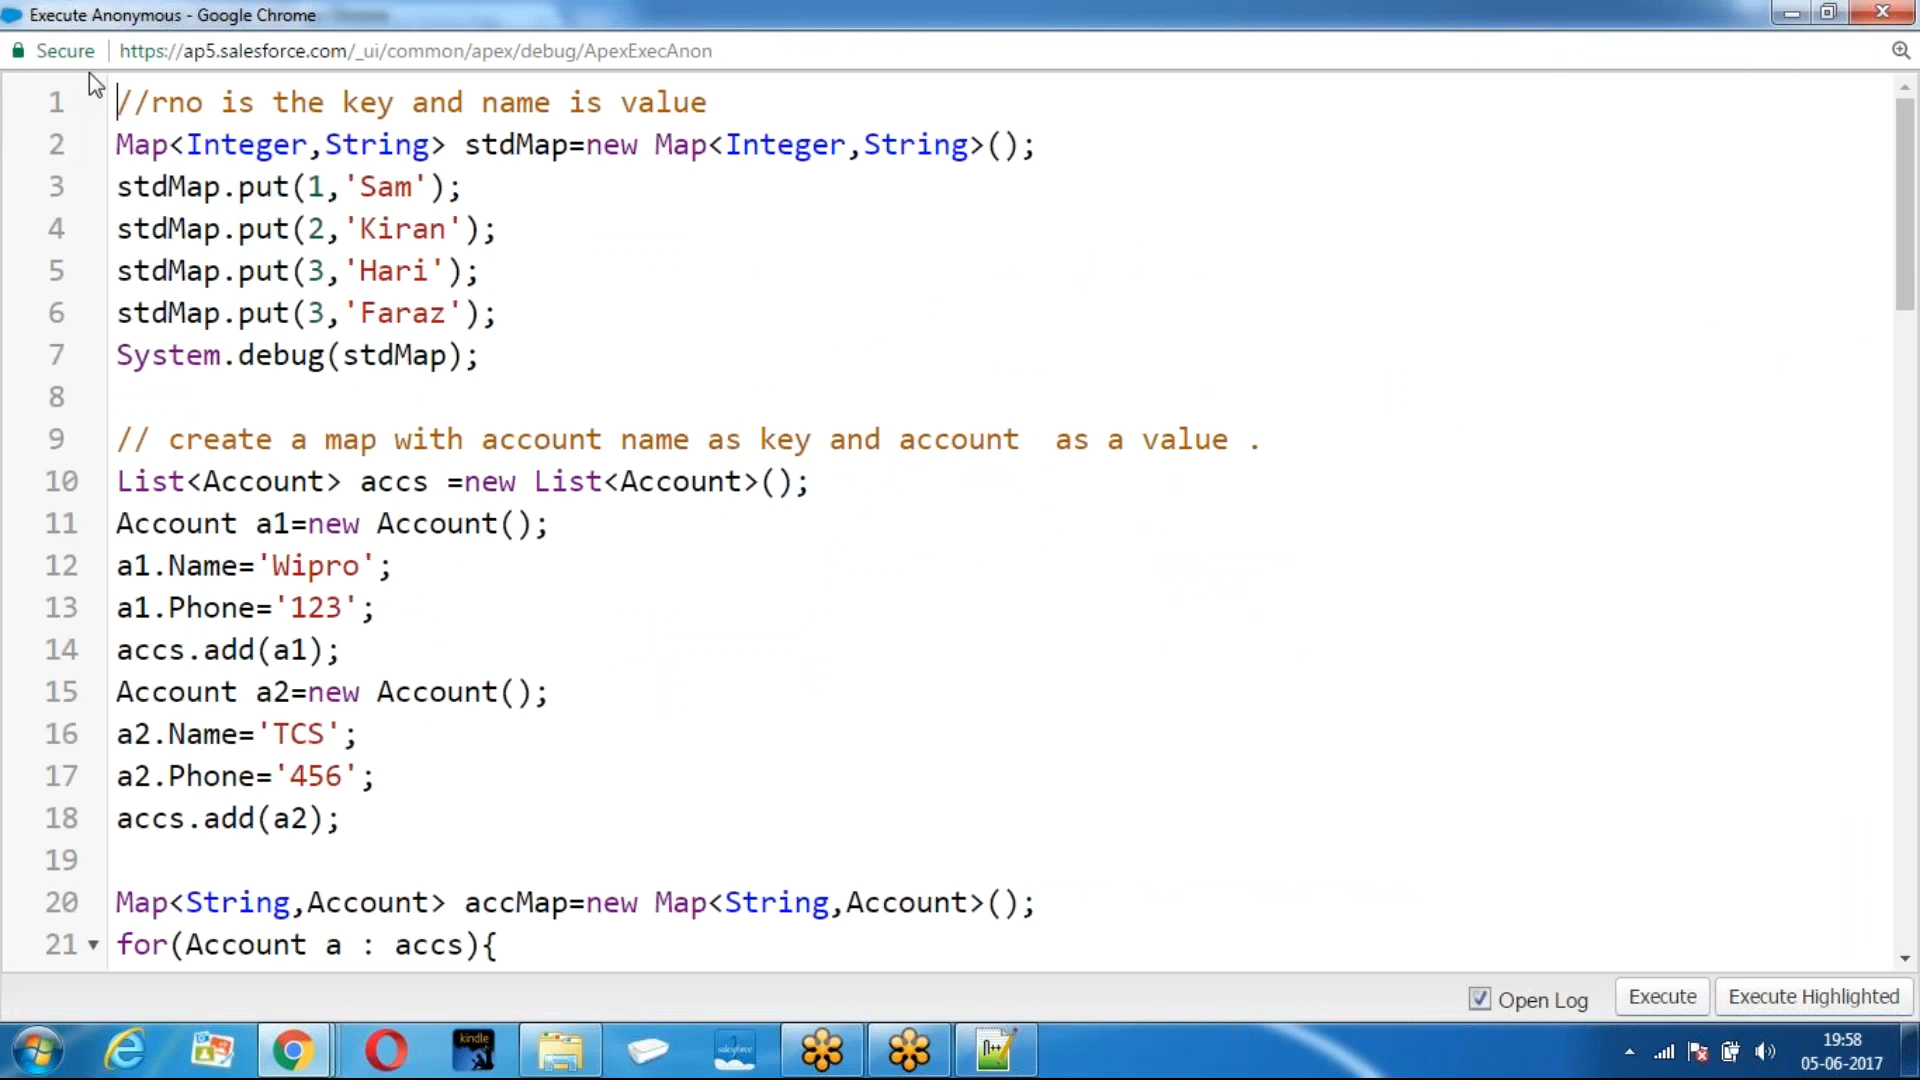 Execute Anonymous - Google Chrome
Secure https://ap5.salesforce.com/_ui/common/apex/debug/ApexExecAnon
1 //rno is the key and name is value
2 Map<Integer,String> stdMap=new Map<Integer,String>();
3 stdMap.put(1,'Sam');
4 stdMap.put(2,'Kiran');
5 stdMap.put(3,'Hari');
6 stdMap.put(3,'Faraz');
7 System.debug(stdMap);
8
9 // create a map with account name as key and account  as a value .
10 List<Account> accs =new List<Account>();
11 Account a1=new Account();
12 a1.Name='Wipro';
13 a1.Phone='123';
14 accs.add(a1);
15 Account a2=new Account();
16 a2.Name='TCS';
17 a2.Phone='456';
18 accs.add(a2);
19
20 Map<String,Account> accMap=new Map<String,Account>();
21 for(Account a : accs){
Open Log Execute Execute Highlighted
kindle
salesforce
N++
19:58
05-06-2017